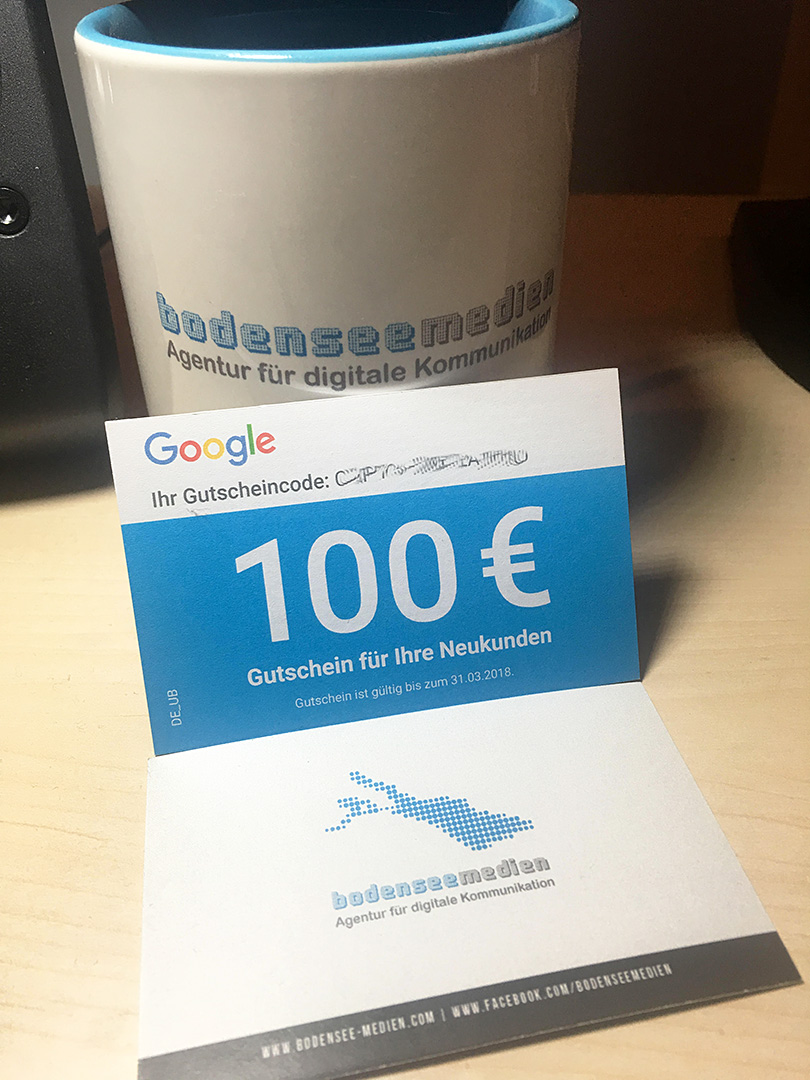 bodenseemedien
Agentur für digitale Kommunikation
Google
Ihr Gutscheincode:
100 €
Gutschein für Ihre Neukunden
Gutschein ist gültig bis zum 31.03.2018.
DE_UB
bodenseemedien
Agentur für digitale Kommunikation
WWW.BODENSEE-MEDIEN.COM | WWW.FACEBOOK.COM/BODENSEEMEDIEN